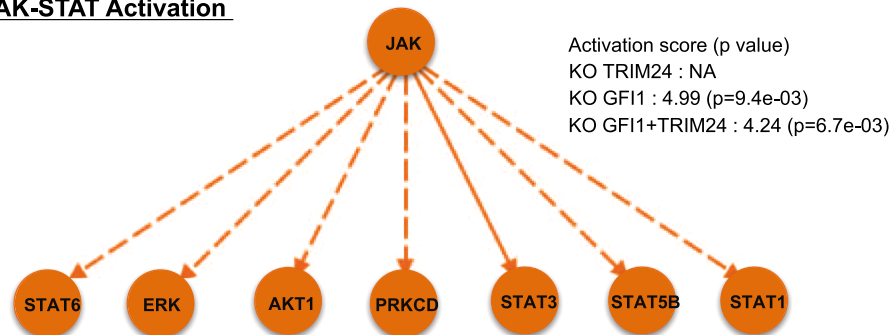 AK-STAT Activation
JAK
Activation score (p value)
KO TRIM24 : NA
KO GFI1 : 4.99 (p=9.4e-03)
KO GFI1+TRIM24 : 4.24 (p=6.7e-03)
STAT6 ERK AKT1 PRKCD STAT3 STAT5B STAT1